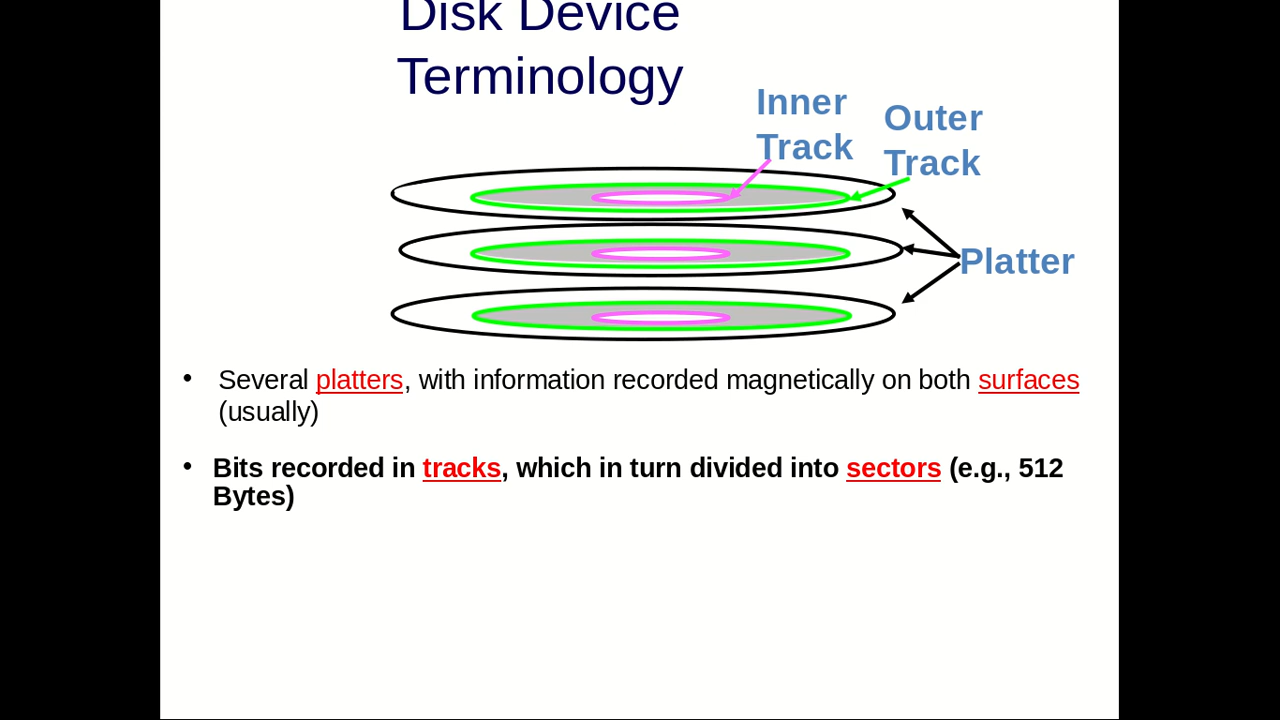 Disk Device
Terminology
Inner
Track
Outer
Track
Platter
• Several platters, with information recorded magnetically on both surfaces
(usually)
• Bits recorded in tracks, which in turn divided into sectors (e.g., 512
Bytes)